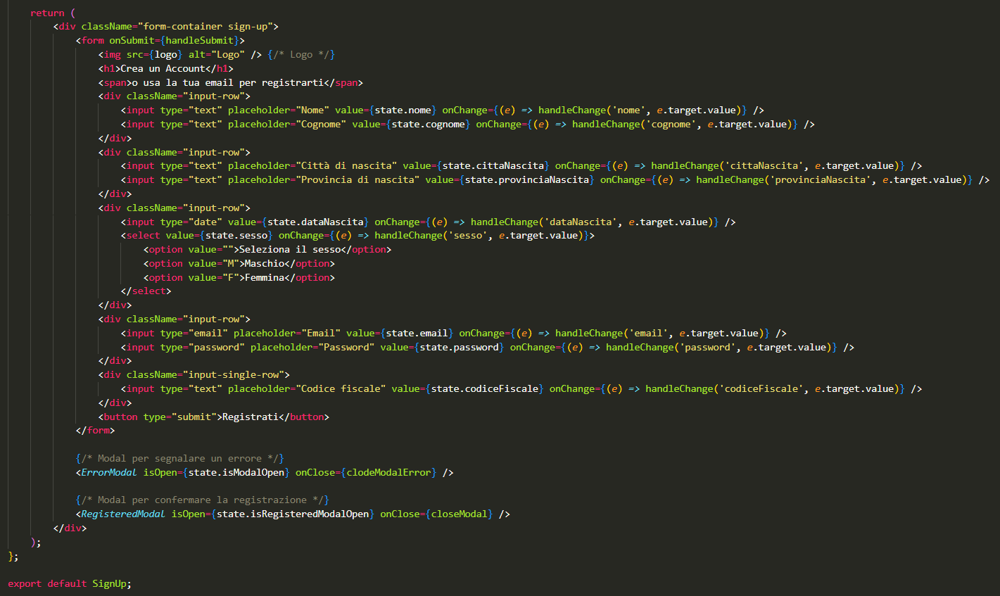 return (
<div className="form-container sign-up">
<form onSubmit={handleSubmit}>
<img src={logo} alt="Logo" /> {/* Logo */}
<h1>Crea un Account</h1>
<span>o usa la tua email per registrarti</span>
<div className="input-row">
<input type="text" placeholder="Nome" value={state.nome} onChange={(e) => handleChange('nome', e.target.value)} />
<input type="text" placeholder="Cognome" value={state.cognome} onChange={(e) => handleChange('cognome', e.target.value)} />
</div>
<div className="input-row">
<input type="text" placeholder="Città di nascita" value={state.cittaNascita} onChange={(e) => handleChange('cittaNascita', e.target.value)} />
<input type="text" placeholder="Provincia di nascita" value={state.provinciaNascita} onChange={(e) => handleChange('provinciaNascita', e.target.value)} />
</div>
<div className="input-row">
<input type="date" value={state.dataNascita} onChange={(e) => handleChange('dataNascita', e.target.value)} />
<select value={state.sesso} onChange={(e) => handleChange('sesso', e.target.value)}>
<option value="">Seleziona il sesso</option>
<option value="M">Maschio</option>
<option value="F">Femmina</option>
</select>
</div>
<div className="input-row">
<input type="email" placeholder="Email" value={state.email} onChange={(e) => handleChange('email', e.target.value)} />
<input type="password" placeholder="Password" value={state.password} onChange={(e) => handleChange('password', e.target.value)} />
</div>
<div className="input-single-row">
<input type="text" placeholder="Codice fiscale" value={state.codiceFiscale} onChange={(e) => handleChange('codiceFiscale', e.target.value)} />
</div>
<button type="submit">Registrati</button>
</form>
{/* Modal per segnalare un errore */}
<ErrorModal isOpen={state.isModalOpen} onClose={clodeModalError} />
{/* Modal per confermare la registrazione */}
<RegisteredModal isOpen={state.isRegisteredModalOpen} onClose={closeModal} />
</div>
);
};
export default SignUp;